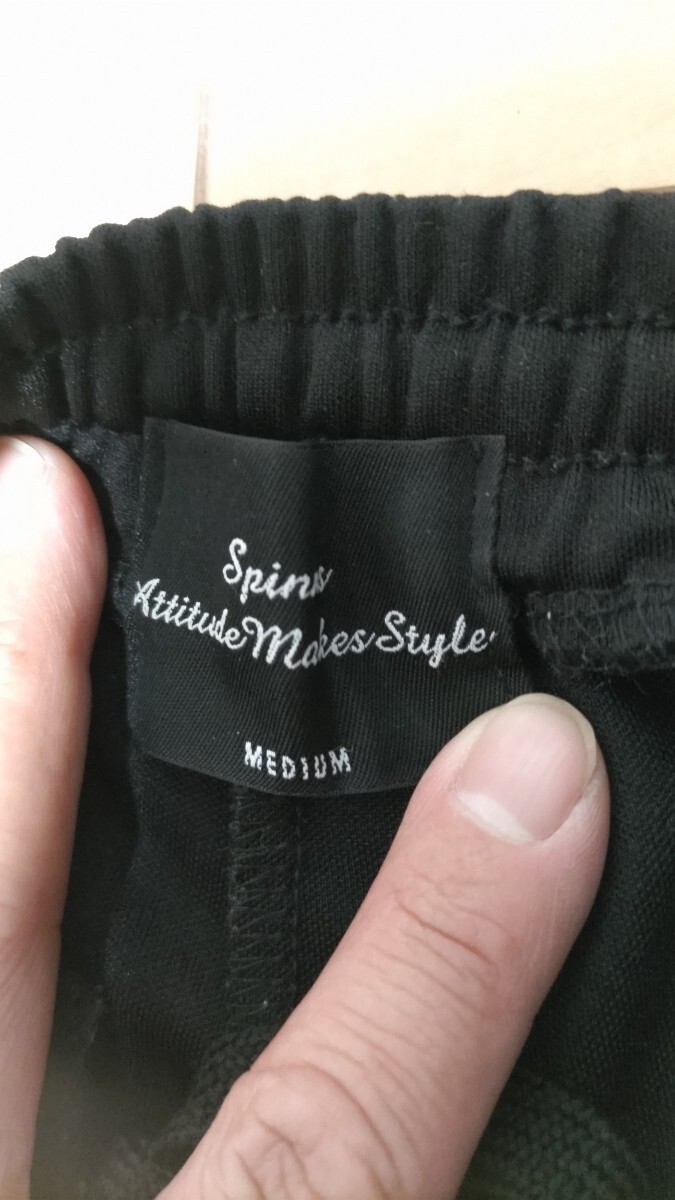 Spinns
Attitude Makes Style.
MEDIUM